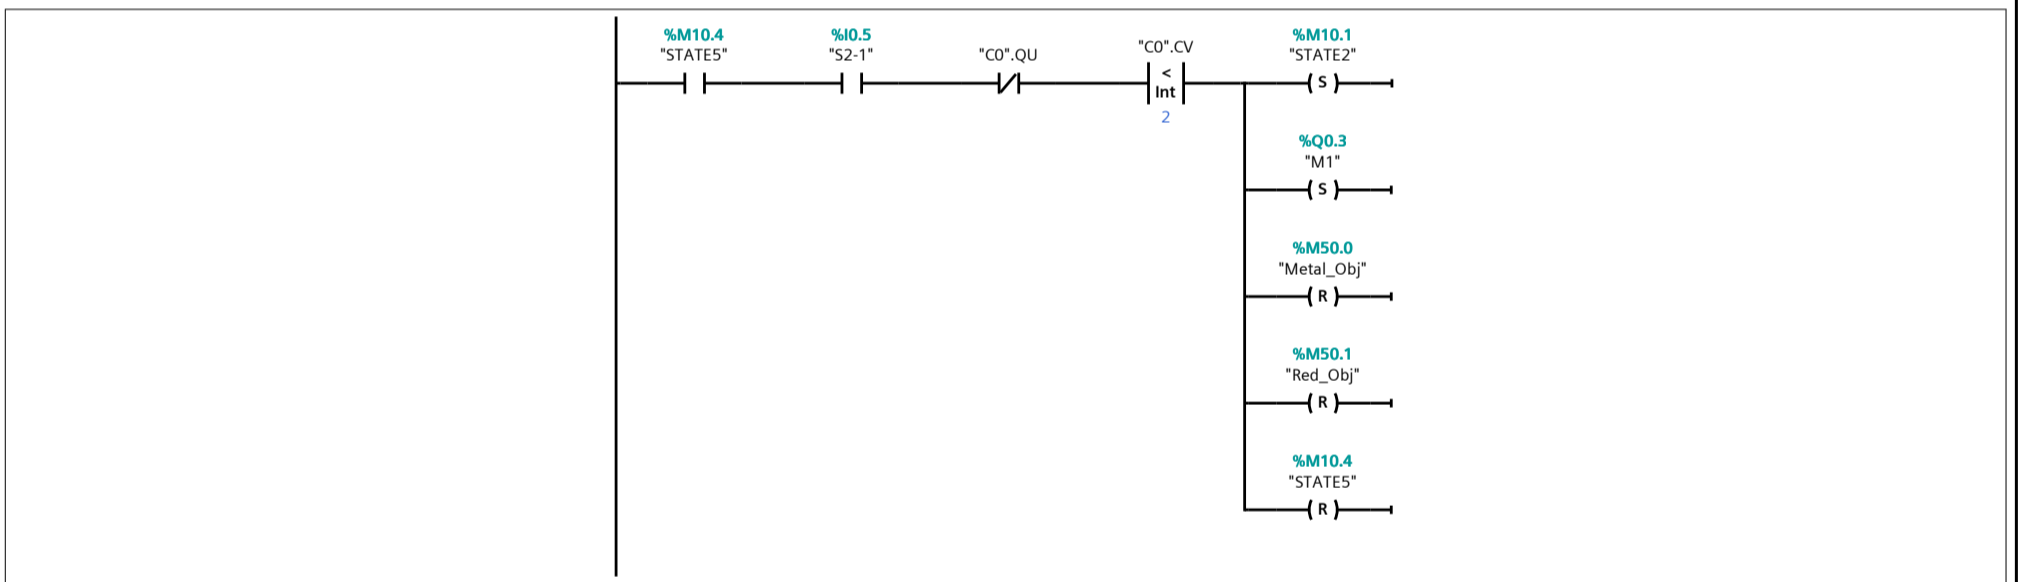 %M10.4
"STATE5"
%I0.5
"S2-1"
"C0".QU
"C0".CV
<
Int
2
%M10.1
"STATE2"
S
%Q0.3
"M1"
S
%M50.0
"Metal_Obj"
R
%M50.1
"Red_Obj"
R
%M10.4
"STATE5"
R